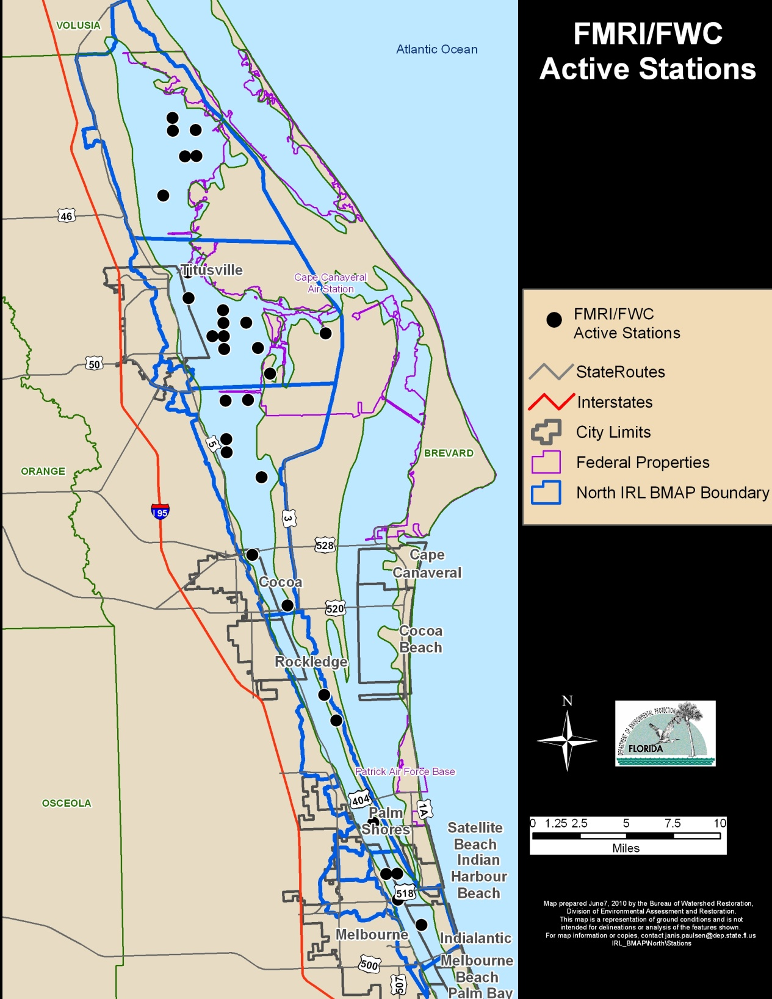 FMRI/FWC
Active Stations
VOLUSIA
Atlantic Ocean
46
Titusville
Cape Canaveral
Air Station
50
5
BREVARD
ORANGE
I 95
3
528
Cape
Canaveral
Cocoa
520
Cocoa
Beach
Rockledge
Patrick Air Force Base
OSCEOLA
404
1A
Palm
Shores
Satellite
Beach
Indian
Harbour
Beach
518
Melbourne
Indialantic
500
Melbourne
Beach
507
Palm Bay
FMRI/FWC
Active Stations
StateRoutes
Interstates
City Limits
Federal Properties
North IRL BMAP Boundary
N
DEPARTMENT OF ENVIRONMENTAL PROTECTION
FLORIDA
0 1.25 2.5 5 7.5 10
Miles
Map prepared June7, 2010 by the Bureau of Watershed Restoration,
Division of Environmental Assessment and Restoration.
This map is a representation of ground conditions and is not
intended for delineations or analysis of the features shown.
For map information or copies, contact janis.paulsen@dep.state.fl.us
IRL_BMAP\North\Stations